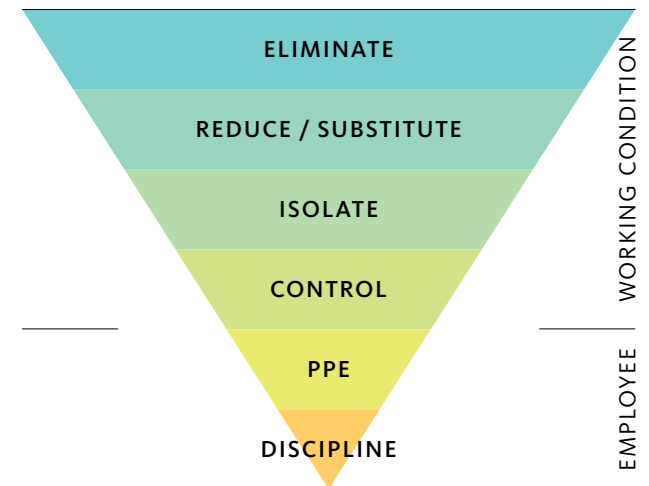 ELIMINATE
REDUCE / SUBSTITUTE
ISOLATE
CONTROL
PPE
DISCIPLINE
WORKING CONDITION
EMPLOYEE